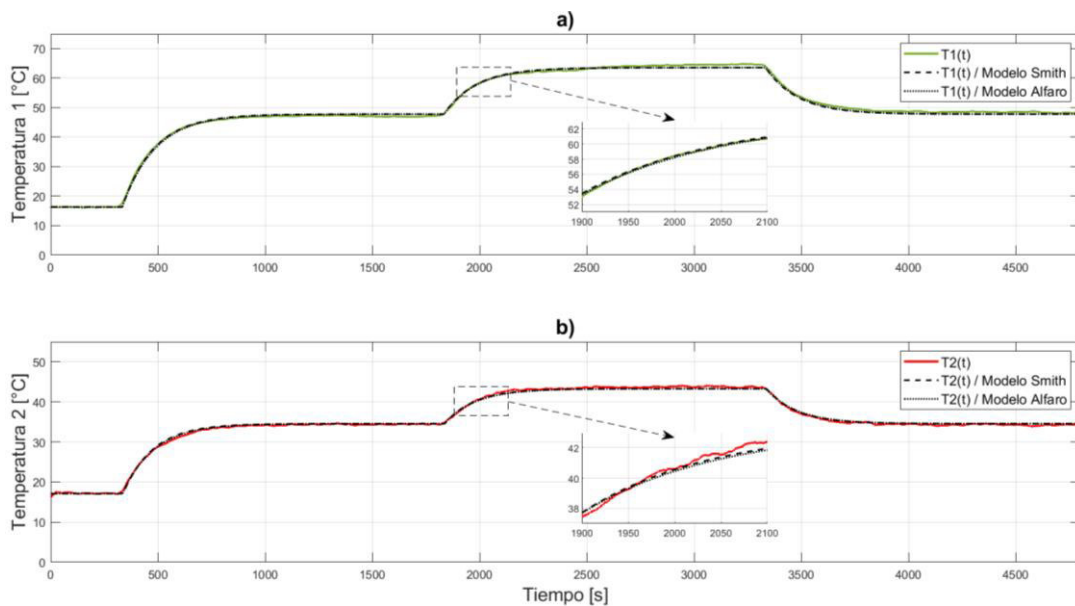 a)
Temperatura 1 [°C]
70
60
50
40
30
20
10
0
T1(t)
T1(t) / Modelo Smith
T1(t) / Modelo Alfaro
62
60
58
56
54
52
1900 1950 2000 2050 2100
0 500 1000 1500 2000 2500 3000 3500 4000 4500
b)
Temperatura 2 [°C]
50
40
30
20
10
0
T2(t)
T2(t) / Modelo Smith
T2(t) / Modelo Alfaro
42
40
38
1900 1950 2000 2050 2100
0 500 1000 1500 2000 2500 3000 3500 4000 4500
Tiempo [s]